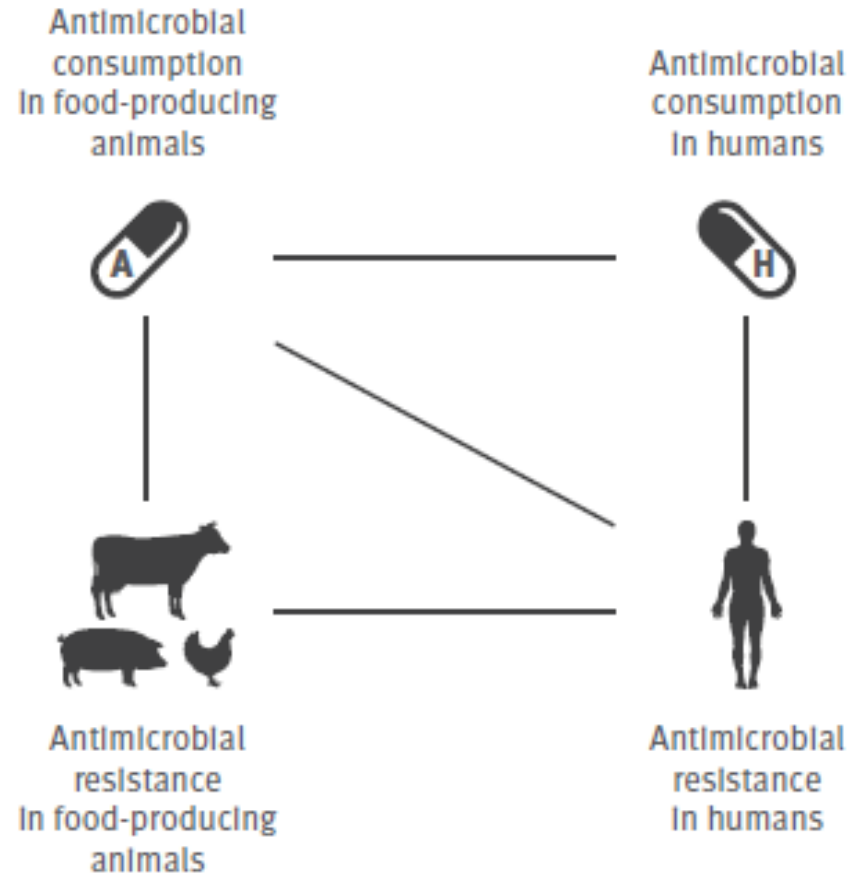 Antimicrobial
consumption
in food-producing
animals
Antimicrobial
consumption
in humans
A
H
Antimicrobial
resistance
in food-producing
animals
Antimicrobial
resistance
in humans